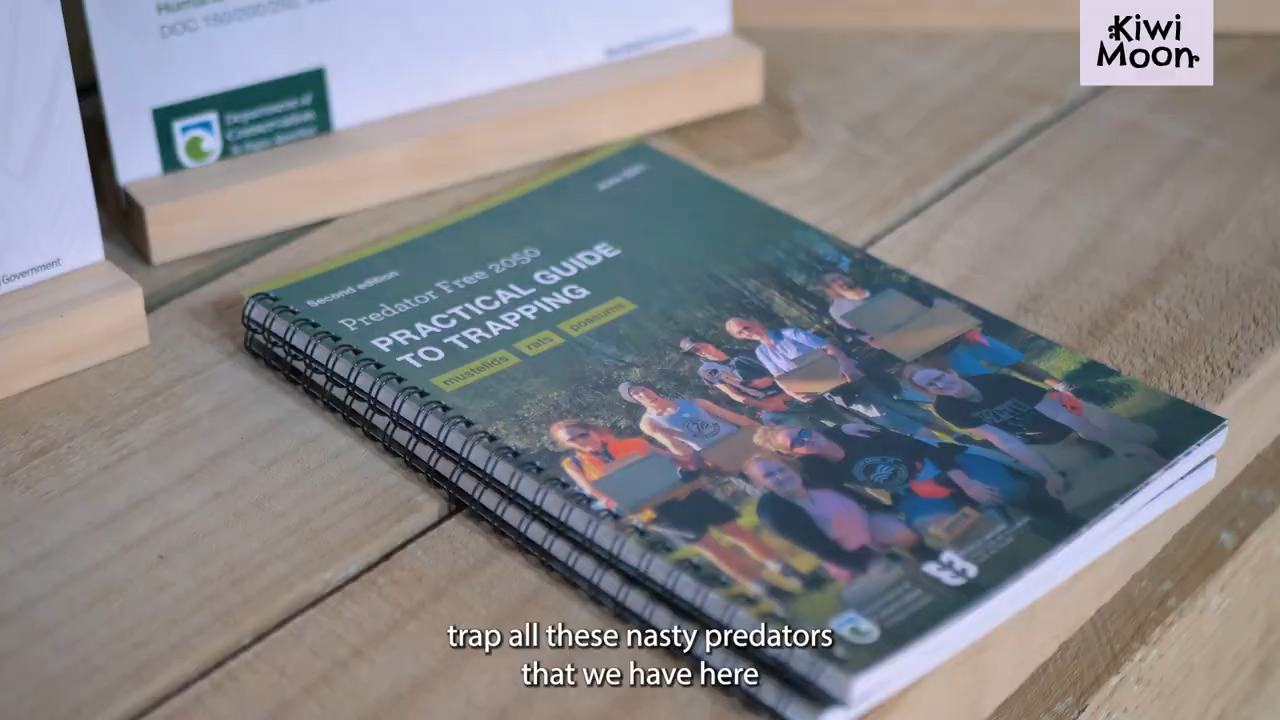 Kiwi
Moon
Department of
Conservation
Government
Second edition
Predator Free 2050
PRACTICAL GUIDE
TO TRAPPING
mustelids rats possums
trap all these nasty predators
that we have here